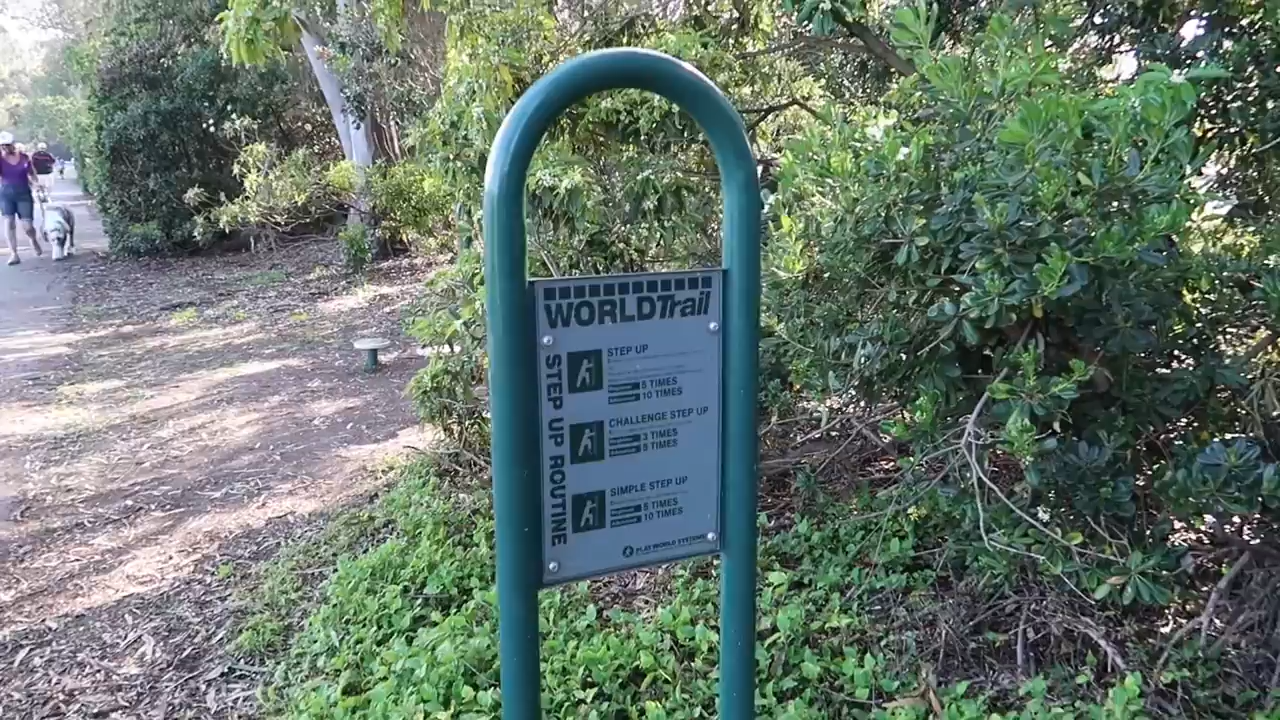 WORLDTrail
STEP UP ROUTINE
STEP UP
5 TIMES
10 TIMES
CHALLENGE STEP UP
3 TIMES
5 TIMES
SIMPLE STEP UP
5 TIMES
10 TIMES
PLAYWORLD SYSTEMS